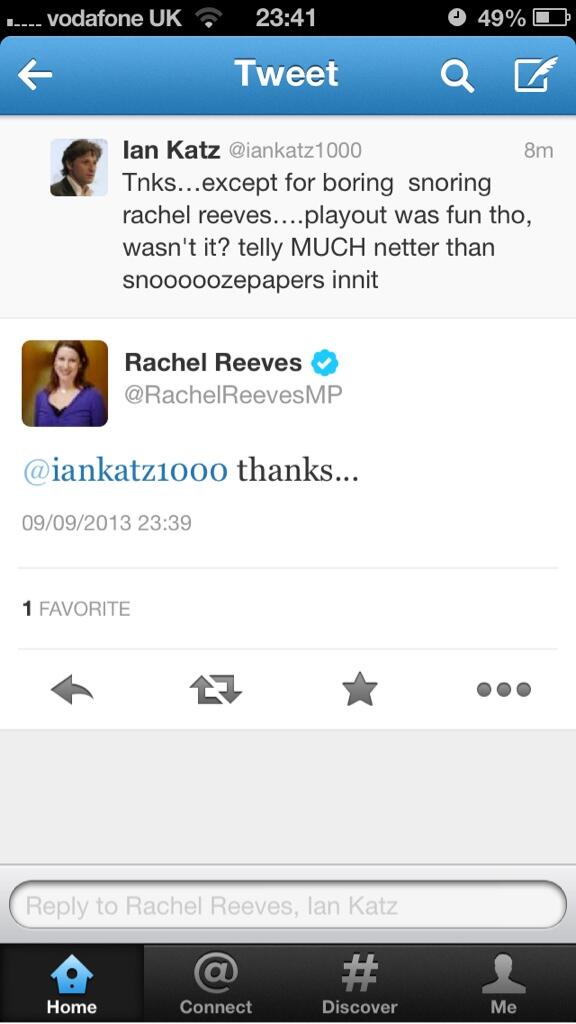 vodafone UK 23:41 49%
Tweet
Ian Katz @iankatz1000 8m
Tnks...except for boring  snoring
rachel reeves....playout was fun tho,
wasn't it? telly MUCH netter than
snooooozepapers innit
Rachel Reeves
@RachelReevesMP
@iankatz1000 thanks...
09/09/2013 23:39
1 FAVORITE
Reply to Rachel Reeves, Ian Katz
Home Connect Discover Me